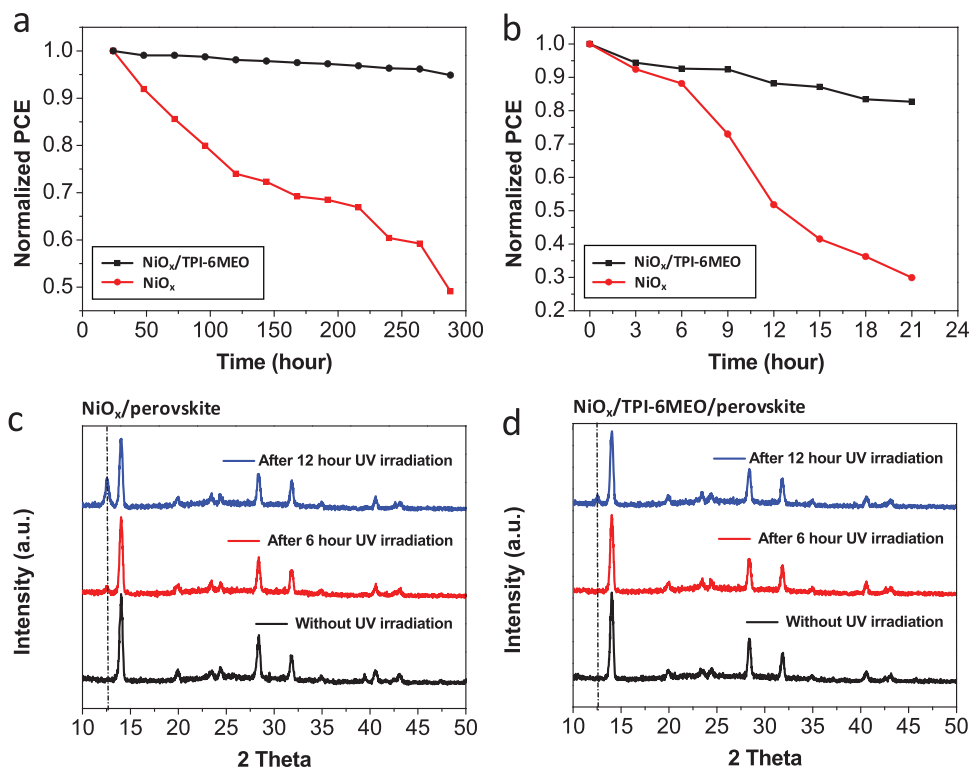 a
Normalized PCE
1.0
0.9
0.8
0.7
0.6
0.5
NiOₓ/TPI-6MEO
NiOₓ
0 50 100 150 200 250 300
Time (hour)
b
Normalized PCE
1.0
0.9
0.8
0.7
0.6
0.5
0.4
0.3
0.2
NiOₓ/TPI-6MEO
NiOₓ
0 3 6 9 12 15 18 21 24
Time (hour)
c
NiOₓ/perovskite
Intensity (a.u.)
After 12 hour UV irradiation
After 6 hour UV irradiation
Without UV irradiation
10 15 20 25 30 35 40 45 50
2 Theta
d
NiOₓ/TPI-6MEO/perovskite
Intensity (a.u.)
After 12 hour UV irradiation
After 6 hour UV irradiation
Without UV irradiation
10 15 20 25 30 35 40 45 50
2 Theta